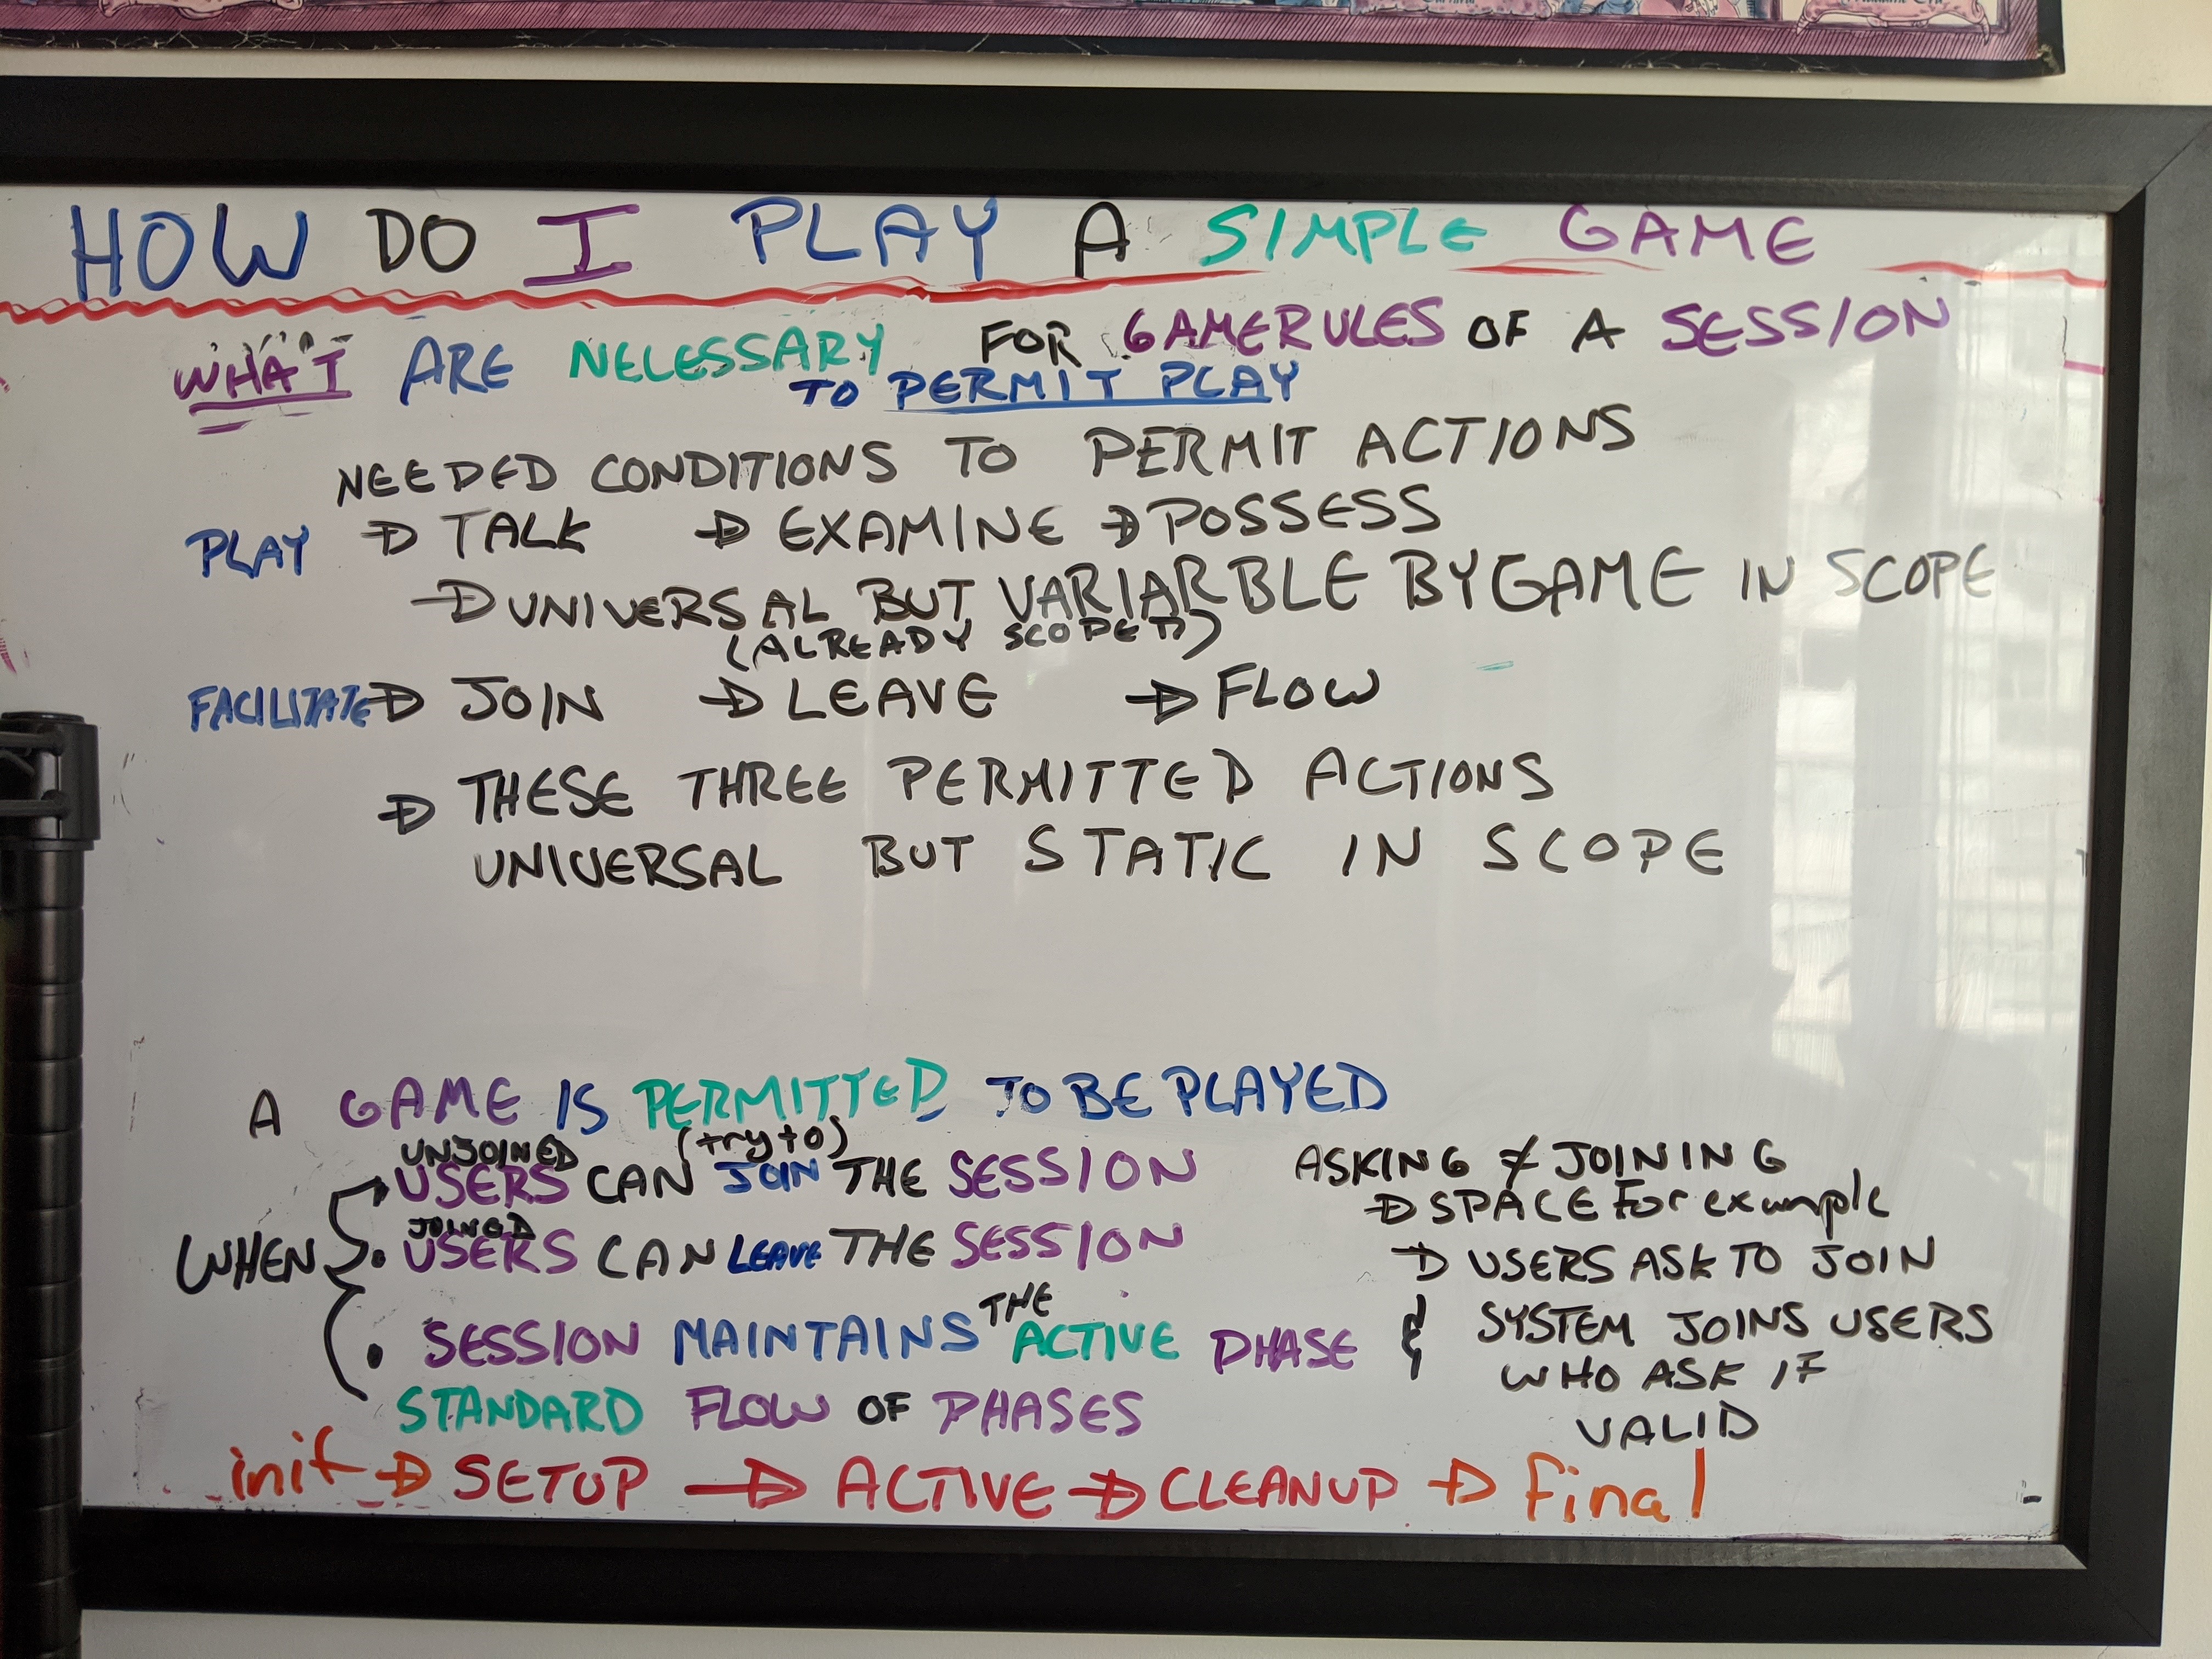 HOW DO I PLAY A SIMPLE GAME
WHAT ARE NECESSARY FOR GAMERULES OF A SESSION
TO PERMIT PLAY
NEEDED CONDITIONS TO PERMIT ACTIONS
PLAY → TALK → EXAMINE → POSSESS
→ UNIVERSAL BUT VARIABLE BY GAME IN SCOPE
(ALREADY SCOPED)
FACILITATE → JOIN → LEAVE → FLOW
→ THESE THREE PERMITTED ACTIONS
UNIVERSAL BUT STATIC IN SCOPE
A GAME IS PERMITTED TO BE PLAYED
WHEN
UNJOINED (try to)
USERS CAN JOIN THE SESSION
JOINED
• USERS CAN LEAVE THE SESSION
THE
• SESSION MAINTAINS ACTIVE PHASE
STANDARD FLOW OF PHASES
ASKING ≠ JOINING
→ SPACE For example
→ USERS ASK TO JOIN
& SYSTEM JOINS USERS
WHO ASK IF
VALID
init → SETUP → ACTIVE → CLEANUP → final